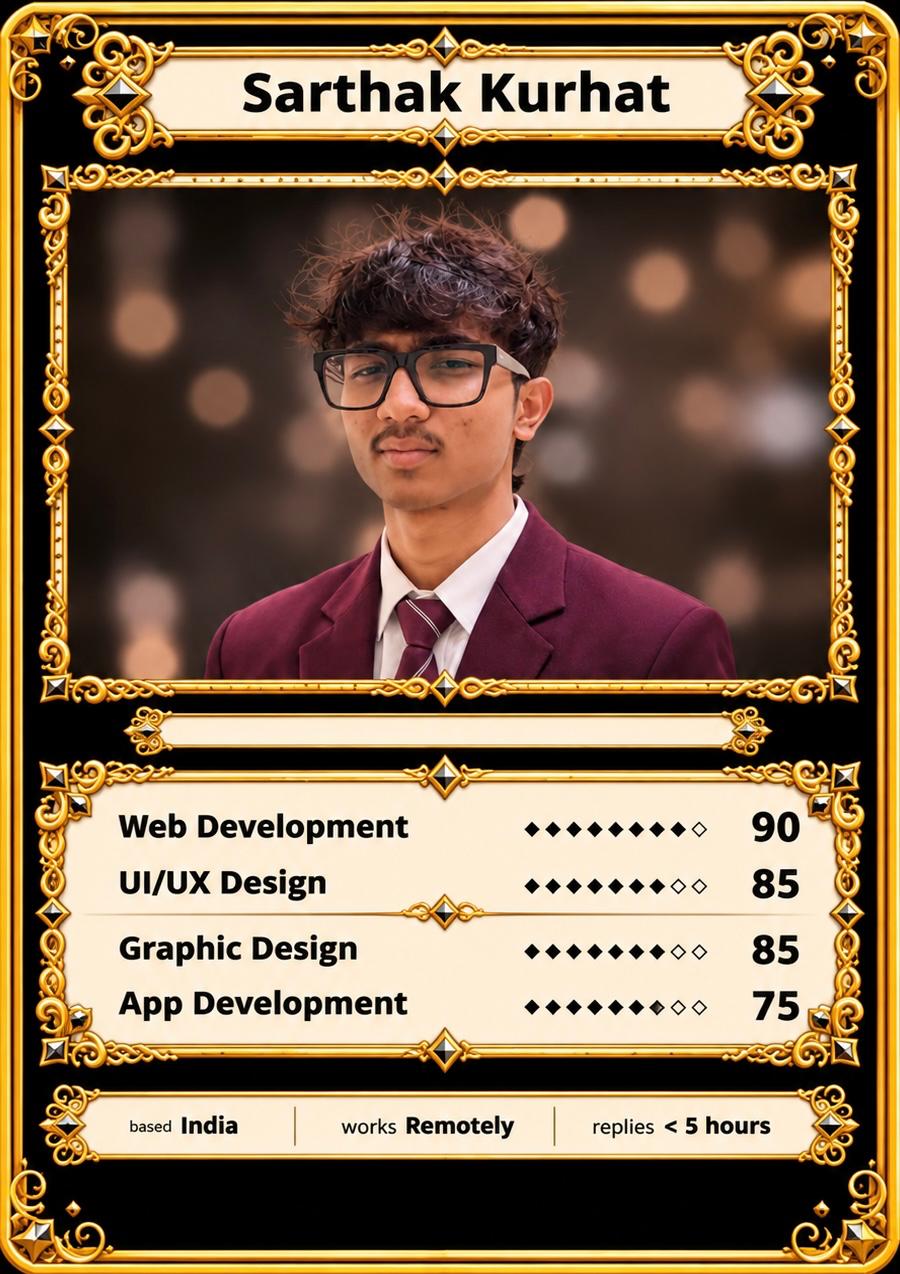 Sarthak Kurhat
Web Development ◆◆◆◆◆◆◆◆◇ 90
UI/UX Design ◆◆◆◆◆◆◆◇◇ 85
Graphic Design ◆◆◆◆◆◆◆◇◇ 85
App Development ◆◆◆◆◆◆⬖◇◇ 75
based India works Remotely replies < 5 hours